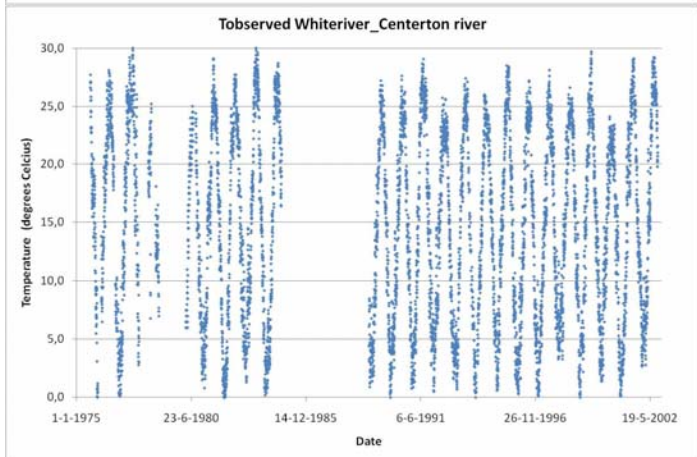 Tobserved Whiteriver_Centerton river
Temperature (degrees Celcius)
30,0
25,0
20,0
15,0
10,0
5,0
0,0
1-1-1975 23-6-1980 14-12-1985 6-6-1991 26-11-1996 19-5-2002
Date